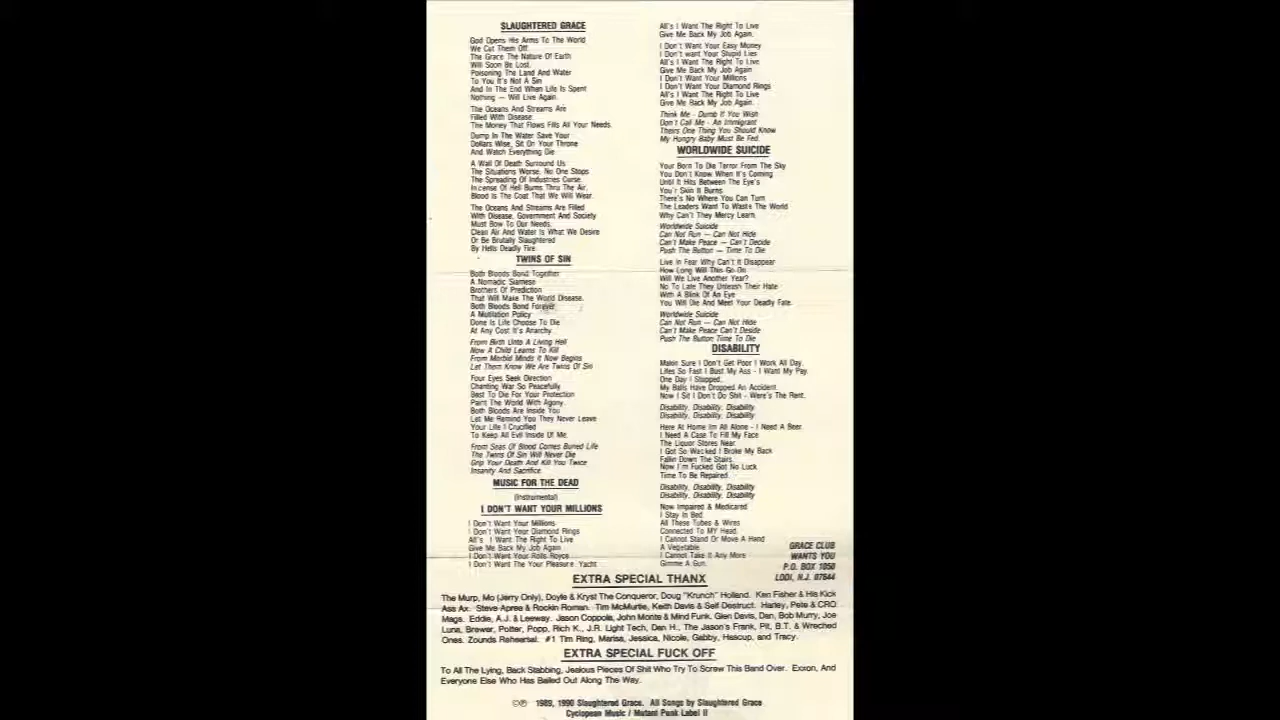 SLAUGHTERED GRACE
God Opens His Arms To The World
We Cut Them Off.
The Grace The Nature Of Earth
Will Soon Be Lost.
Poisoning The Land And Water
To You It's Not A Sin
And In The End When Life Is Spent
Nothing — Will Live Again.
The Oceans And Streams Are
Filled With Disease.
The Money That Flows Fills All Your Needs.
Dump In The Water Save Your
Dollars Wise, Sit On Your Throne
And Watch Everything Die
A Wall Of Death Surround Us
The Situations Worse, No One Stops
The Spreading Of Industries Curse.
Incense Of Hell Burns Thru The Air,
Blood Is The Coat That We Will Wear.
The Oceans And Streams Are Filled
With Disease, Government And Society
Must Bow To Our Needs.
Clean Air And Water Is What We Desire
Or Be Brutally Slaughtered
By Hells Deadly Fire.
TWINS OF SIN
Both Bloods Bond Together
A Nomadic Siamese
Brothers Of Prediction
That Will Make The World Disease.
Both Bloods Bond Forever
A Mutilation Policy
Done Is Life Choose To Die
At Any Cost It's Anarchy
From Birth Unto A Living Hell
Now A Child Learns To Kill
From Morbid Minds It Now Begins
Let Them Know We Are Twins Of Sin
Four Eyes Seek Direction
Chanting War So Peacefully
Best To Die For Your Protection
Paint The World With Agony
Both Bloods Are Inside You
Let Me Remind You They Never Leave
Your Life I Crucified
To Keep All Evil Inside Of Me.
From Seas Of Blood Comes Buried Life
The Twins Of Sin Will Never Die
Grip Your Death And Kill You Twice
Insanity And Sacrifice.
MUSIC FOR THE DEAD
(Instrumental)
I DON'T WANT YOUR MILLIONS
I Don't Want Your Millions
I Don't Want Your Diamond Rings
All's I Want The Right To Live
Give Me Back My Job Again
I Don't Want Your Rolls Royce
I Don't Want The Your Pleasure Yacht
All's I Want The Right To Live
Give Me Back My Job Again.
I Don't Want Your Easy Money
I Don't want Your Stupid Lies
All's I Want The Right To Live
Give Me Back My Job Again
I Don't Want Your Millions
I Don't Want Your Diamond Rings
All's I Want The Right To Live
Give Me Back My Job Again.
Think Me - Dumb If You Wish
Don't Call Me - An Immigrant
Theirs One Thing You Should Know
My Hungry Baby Must Be Fed.
WORLDWIDE SUICIDE
Your Born To Die Terror From The Sky
You Don't Know When It's Coming
Until It Hits Between The Eye's
You'r Skin It Burns
There's No Where You Can Turn
The Leaders Want To Waste The World
Why Can't They Mercy Learn.
Worldwide Suicide
Can Not Run — Can Not Hide
Can't Make Peace — Can't Decide
Push The Button — Time To Die
Live In Fear Why Can't It Disappear
How Long Will This Go On
Will We Live Another Year?
No To Late They Unleash Their Hate
With A Blink Of An Eye
You Will Die And Meet Your Deadly Fate.
Worldwide Suicide
Can Not Run — Can Not Hide
Can't Make Peace Can't Decide
Push The Button Time To Die
DISABILITY
Makin Sure I Don't Get Poor I Work All Day
Lifes So Fast I Bust My Ass - I Want My Pay
One Day I Stopped,
My Balls Have Dropped An Accident.
Now I Sit I Don't Do Shit - Were's The Rent.
Disability, Disability, Disability
Disability, Disability, Disability
Here At Home Im All Alone - I Need A Beer
I Need A Case To Fill My Face
The Liquor Stores Near.
I Got So Wacked I Broke My Back
Fallin Down The Stairs.
Now I'm Fucked Got No Luck
Time To Be Repaired.
Disability, Disability, Disability
Disability, Disability, Disability
Now Impaired & Medicared
I Stay In Bed
All These Tubes & Wires
Connected To MY Head.
I Cannot Stand Or Move A Hand
A Vegetable
I Cannot Take It Any More
Gimme A Gun.
GRACE CLUB
WANTS YOU
P.O. BOX 1050
LODI, N.J. 07644
EXTRA SPECIAL THANX
The Murp, Mo (Jerry Only), Doyle & Kryst The Conqueror, Doug "Krunch" Holland. Ken Fisher & His Kick
Ass Ax. Steve Aprea & Rockin Roman. Tim McMurtie, Keith Davis & Self Destruct. Harley, Pete & CRO
Mags. Eddie, A.J. & Leeway. Jason Coppola, John Monte & Mind Funk. Glen Davis, Dan, Bob Murry, Joe
Luna, Brewer, Potter, Popp, Rich K., J.R. Light Tech, Dan H., The Jason's Frank, Pit, B.T. & Wreched
Ones. Zounds Rehearsal. #1 Tim Ring, Marisa, Jessica, Nicole, Gabby, and Tracy.
EXTRA SPECIAL FUCK OFF
To All The Lying, Back Stabbing, Jealous Pieces Of Shit Who Try To Screw This Band Over. Exxon, And
Everyone Else Who Has Bailed Out Along The Way.
©℗ 1989, 1990 Slaughtered Grace. All Songs by Slaughtered Grace
Cyclopean Music / Mutant Punk Label II